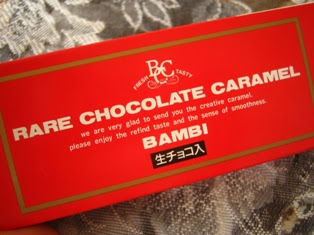 BCC
FRESH TASTY
RARE CHOCOLATE CARAMEL
we are very glad to send you the creative caramel.
please enjoy the refind taste and the sense of smoothness.
BAMBI
生チョコ入